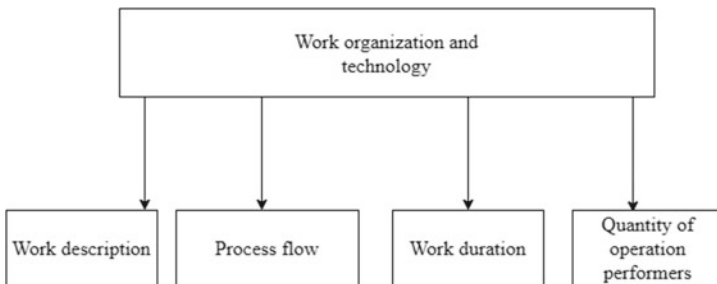 Work organization and
technology
Work description
Process flow
Work duration
Quantity of
operation
performers